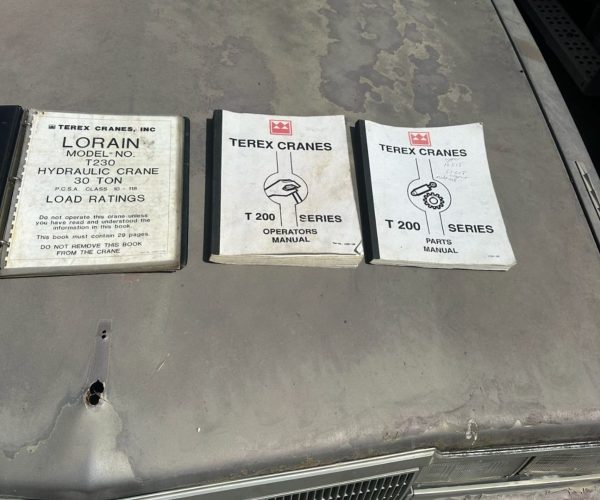 TEREX CRANES, INC
LORAIN
MODEL-NO.
T230
HYDRAULIC CRANE
30 TON
P.C.S.A. CLASS 10 - 118
LOAD RATINGS
Do not operate this crane unless
you have read and understood the
information in this book.
This book must contain 29 pages.
DO NOT REMOVE THIS BOOK
FROM THE CRANE
TEREX CRANES
T 200 SERIES
OPERATORS
MANUAL
TEREX CRANES
T 200 SERIES
PARTS
MANUAL